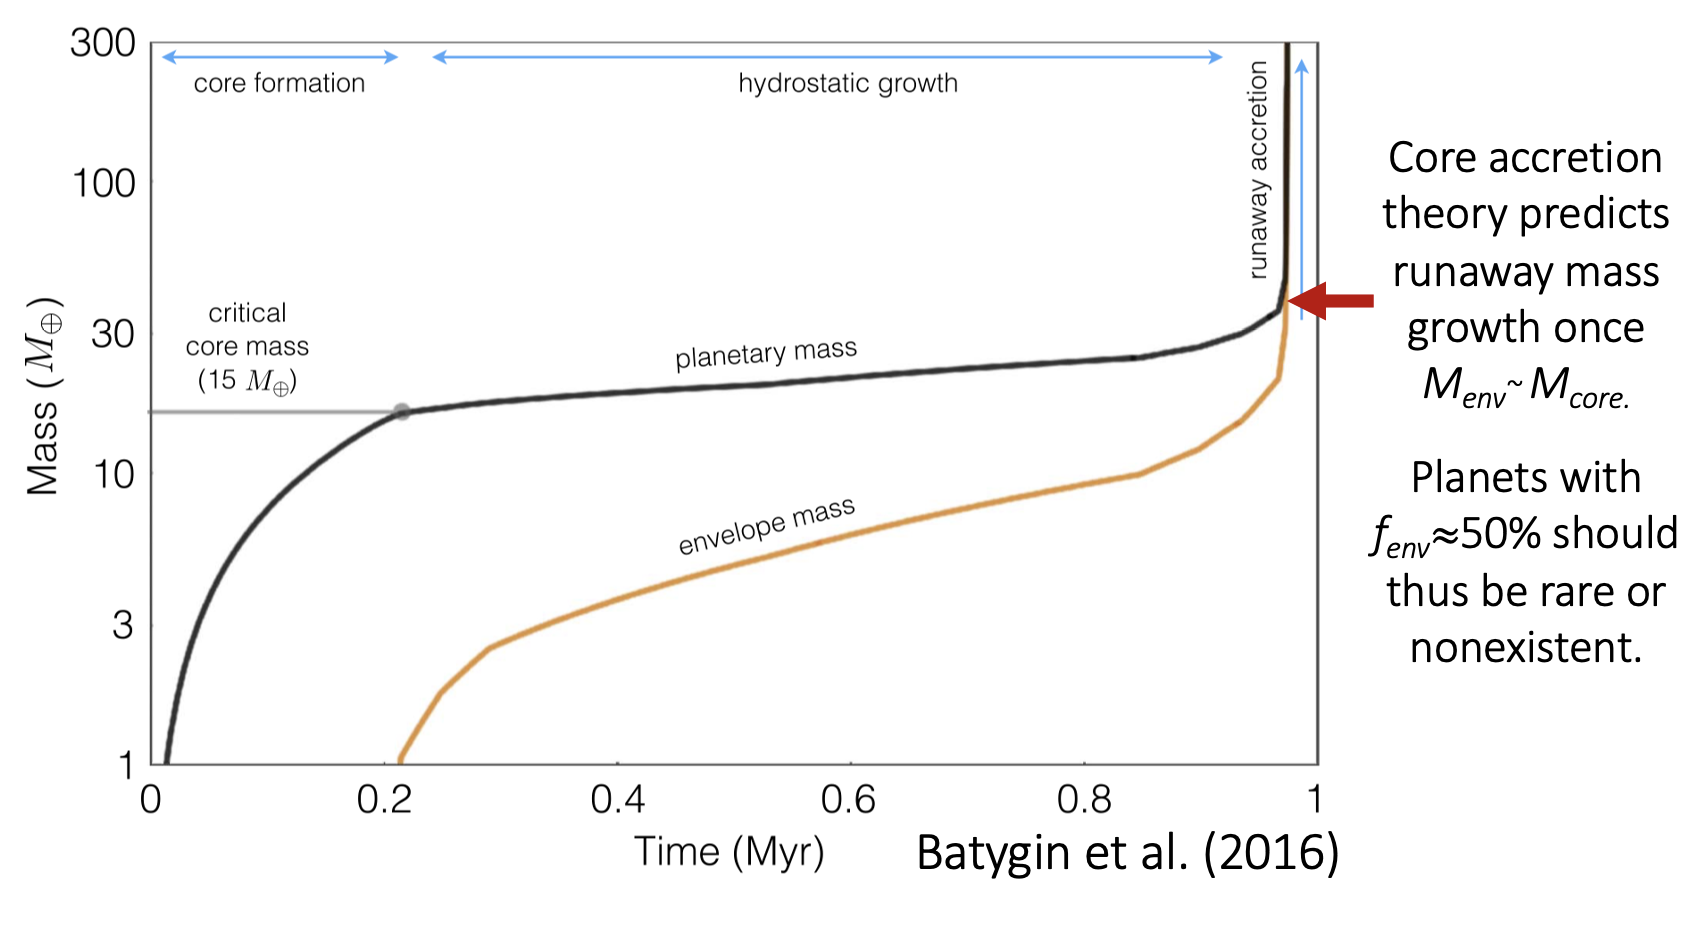 300
100
30
10
3
1
Mass (M⊕)
core formation
hydrostatic growth
runaway accretion
critical
core mass
(15 M⊕)
planetary mass
envelope mass
0
0.2
0.4
0.6
0.8
1
Time (Myr)
Batygin et al. (2016)
Core accretion
theory predicts
runaway mass
growth once
Menv~Mcore.
Planets with
fenv≈50% should
thus be rare or
nonexistent.